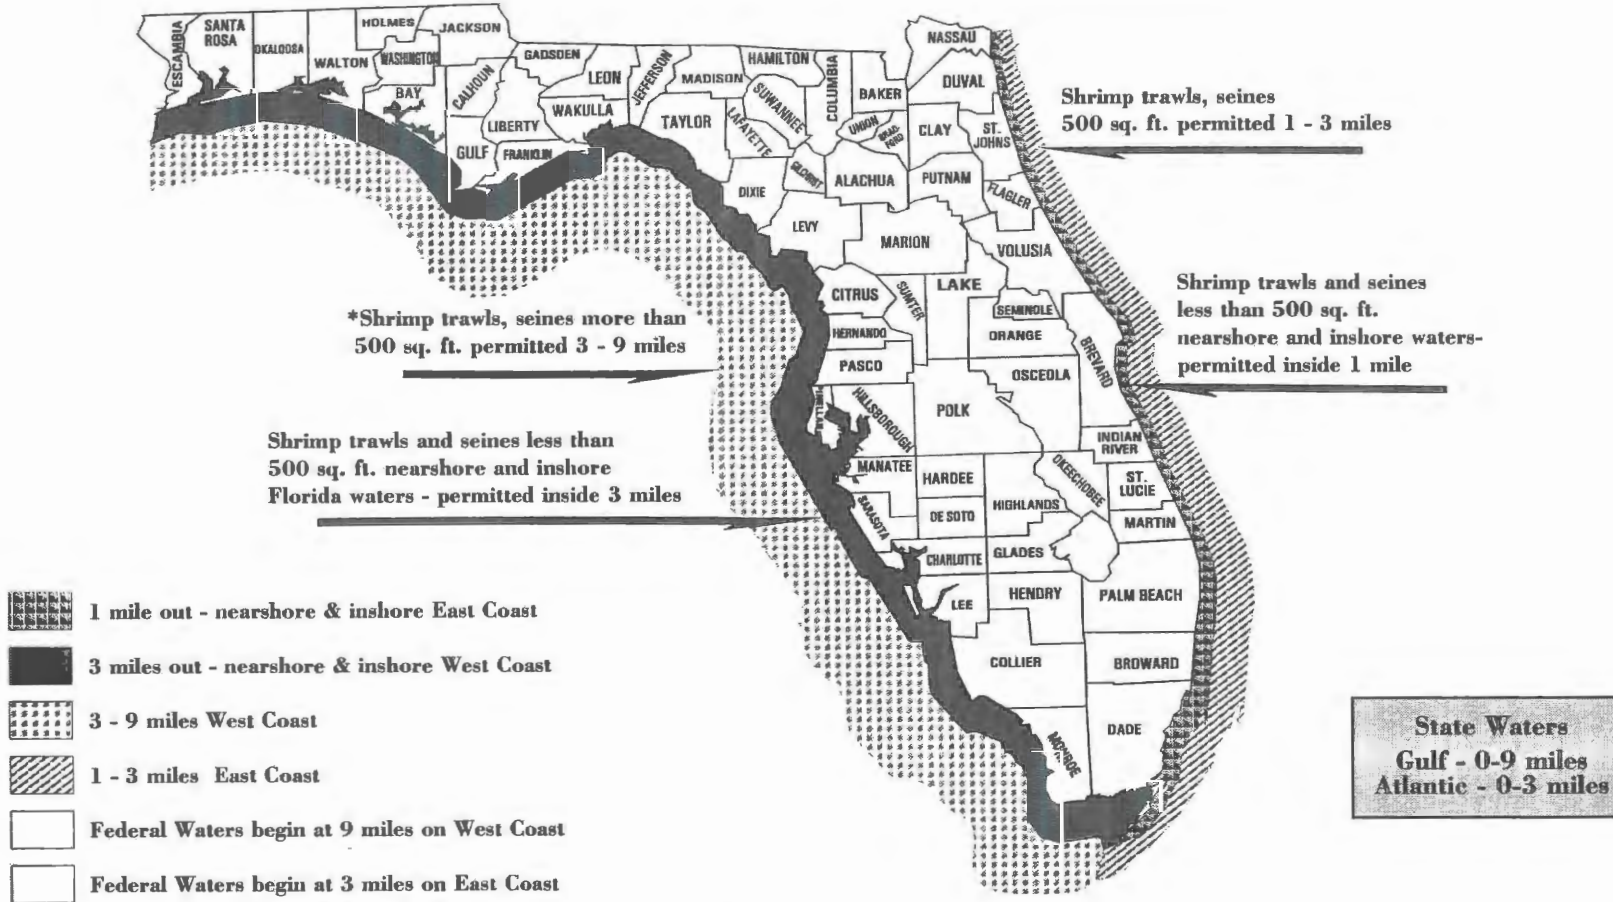 ESCAMBIA
SANTA
ROSA
OKALOOSA
WALTON
HOLMES
JACKSON
WASHINGTON
BAY
CALHOUN
GULF
GADSDEN
LIBERTY
FRANKLIN
LEON
WAKULLA
JEFFERSON
MADISON
TAYLOR
HAMILTON
SUWANNEE
LAFAYETTE
DIXIE
COLUMBIA
GILCHRIST
BAKER
UNION
BRAD-
FORD
ALACHUA
LEVY
NASSAU
DUVAL
CLAY
ST.
JOHNS
PUTNAM
FLAGLER
MARION
VOLUSIA
CITRUS
SUMTER
LAKE
SEMINOLE
HERNANDO
ORANGE
PASCO
BREVARD
OSCEOLA
PINELLAS
HILLSBOROUGH
POLK
INDIAN
RIVER
MANATEE
HARDEE
OKEECHOBEE
ST.
LUCIE
SARASOTA
DE SOTO
HIGHLANDS
MARTIN
CHARLOTTE
GLADES
LEE
HENDRY
PALM BEACH
COLLIER
BROWARD
MONROE
DADE
Shrimp trawls, seines
500 sq. ft. permitted 1 - 3 miles
Shrimp trawls and seines
less than 500 sq. ft.
nearshore and inshore waters-
permitted inside 1 mile
*Shrimp trawls, seines more than
500 sq. ft. permitted 3 - 9 miles
Shrimp trawls and seines less than
500 sq. ft. nearshore and inshore
Florida waters - permitted inside 3 miles
1 mile out - nearshore & inshore East Coast
3 miles out - nearshore & inshore West Coast
3 - 9 miles West Coast
1 - 3 miles East Coast
Federal Waters begin at 9 miles on West Coast
Federal Waters begin at 3 miles on East Coast
State Waters
Gulf - 0-9 miles
Atlantic - 0-3 miles